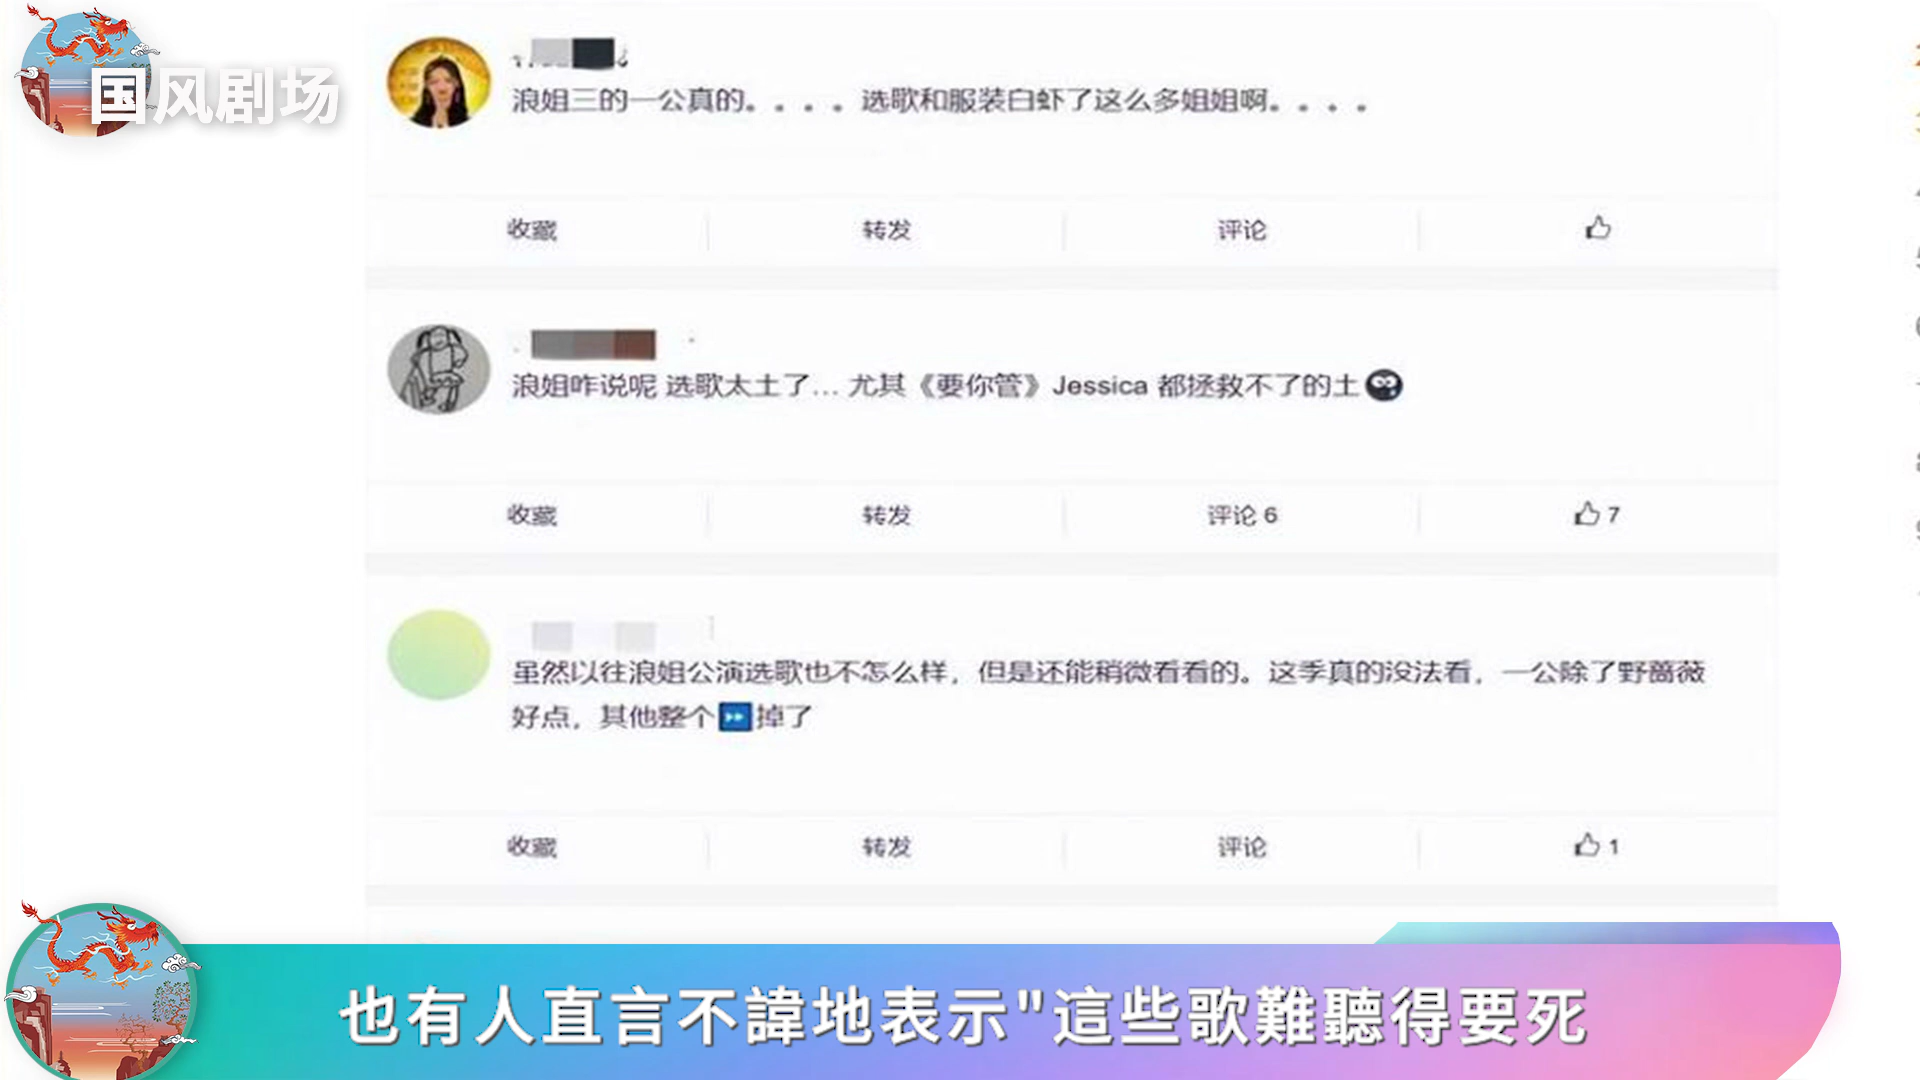 国风剧场
浪姐三的一公真的。。。。选歌和服装白虾了这么多姐姐啊。。。。
收藏 转发 评论
浪姐咋说呢 选歌太土了... 尤其《要你管》Jessica 都拯救不了的土
收藏 转发 评论 6 7
虽然以往浪姐公演选歌也不怎么样，但是还能稍微看看的。这季真的没法看，一公除了野蔷薇
好点，其他整个⏩掉了
收藏 转发 评论 1
也有人直言不諱地表示"這些歌難聽得要死